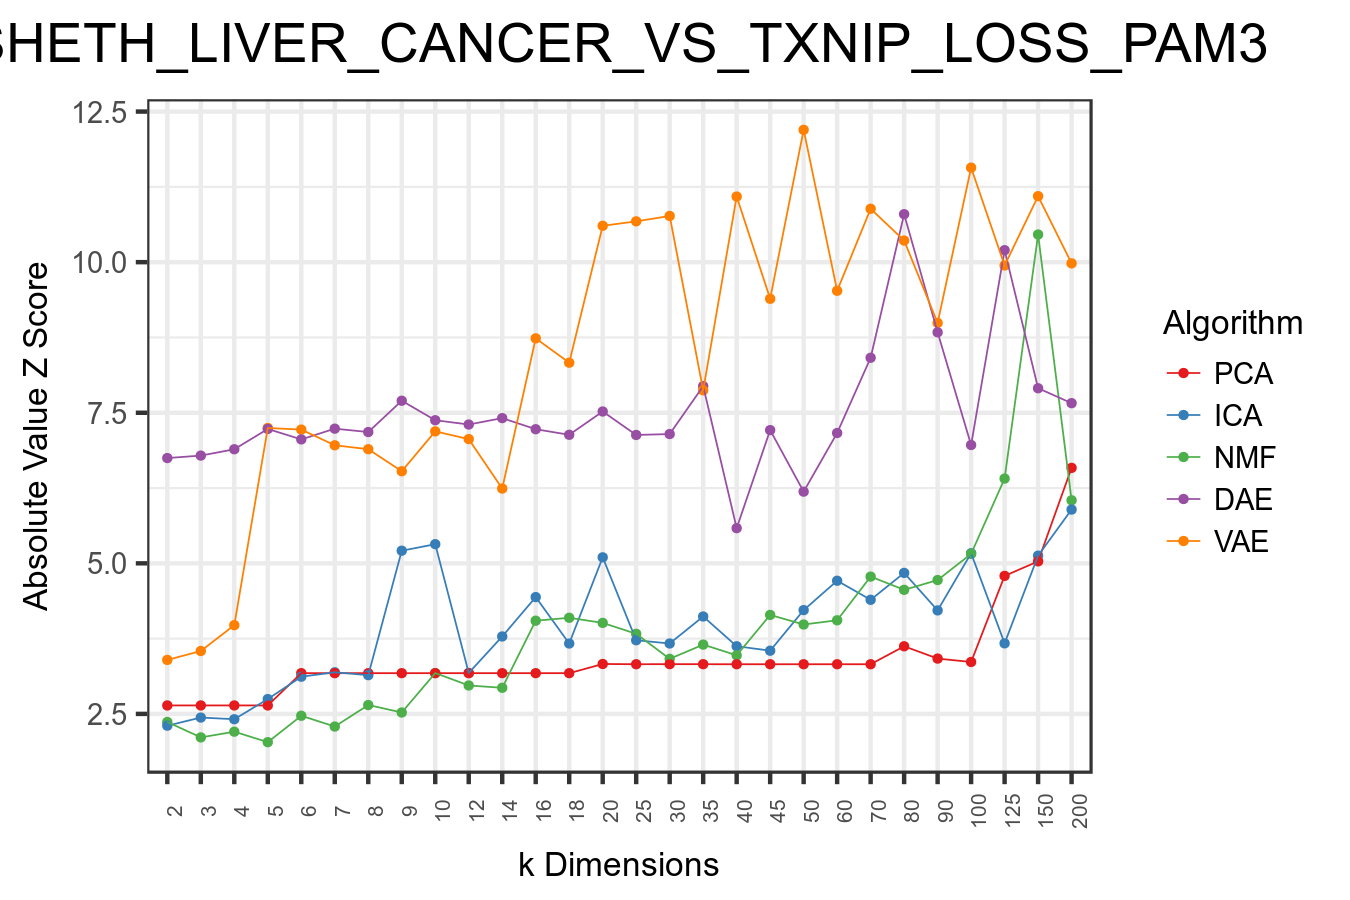 SHETH_LIVER_CANCER_VS_TXNIP_LOSS_PAM3
12.5
10.0
7.5
5.0
2.5
Absolute Value Z Score
2 3 4 5 6 7 8 9 10 12 14 16 18 20 25 30 35 40 45 50 60 70 80 90 100 125 150 200
k Dimensions
Algorithm
PCA
ICA
NMF
DAE
VAE